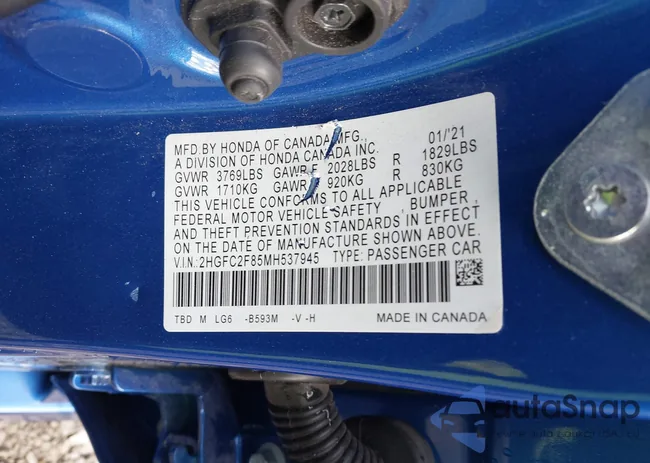 MFD.BY HONDA OF CANADA MFG.,  01/'21
A DIVISION OF HONDA CANADA INC.
GVWR 3769LBS GAWR F 2028LBS R 1829LBS
GVWR 1710KG GAWR 920KG R 830KG
THIS VEHICLE CONFORMS TO ALL APPLICABLE
FEDERAL MOTOR VEHICLE SAFETY , BUMPER ,
AND THEFT PREVENTION STANDARDS IN EFFECT
ON THE DATE OF MANUFACTURE SHOWN ABOVE.
V.I.N: 2HGFC2F85MH537945 TYPE: PASSENGER CAR
TBD M LG6 -B593M -V -H MADE IN CANADA
autoSnap